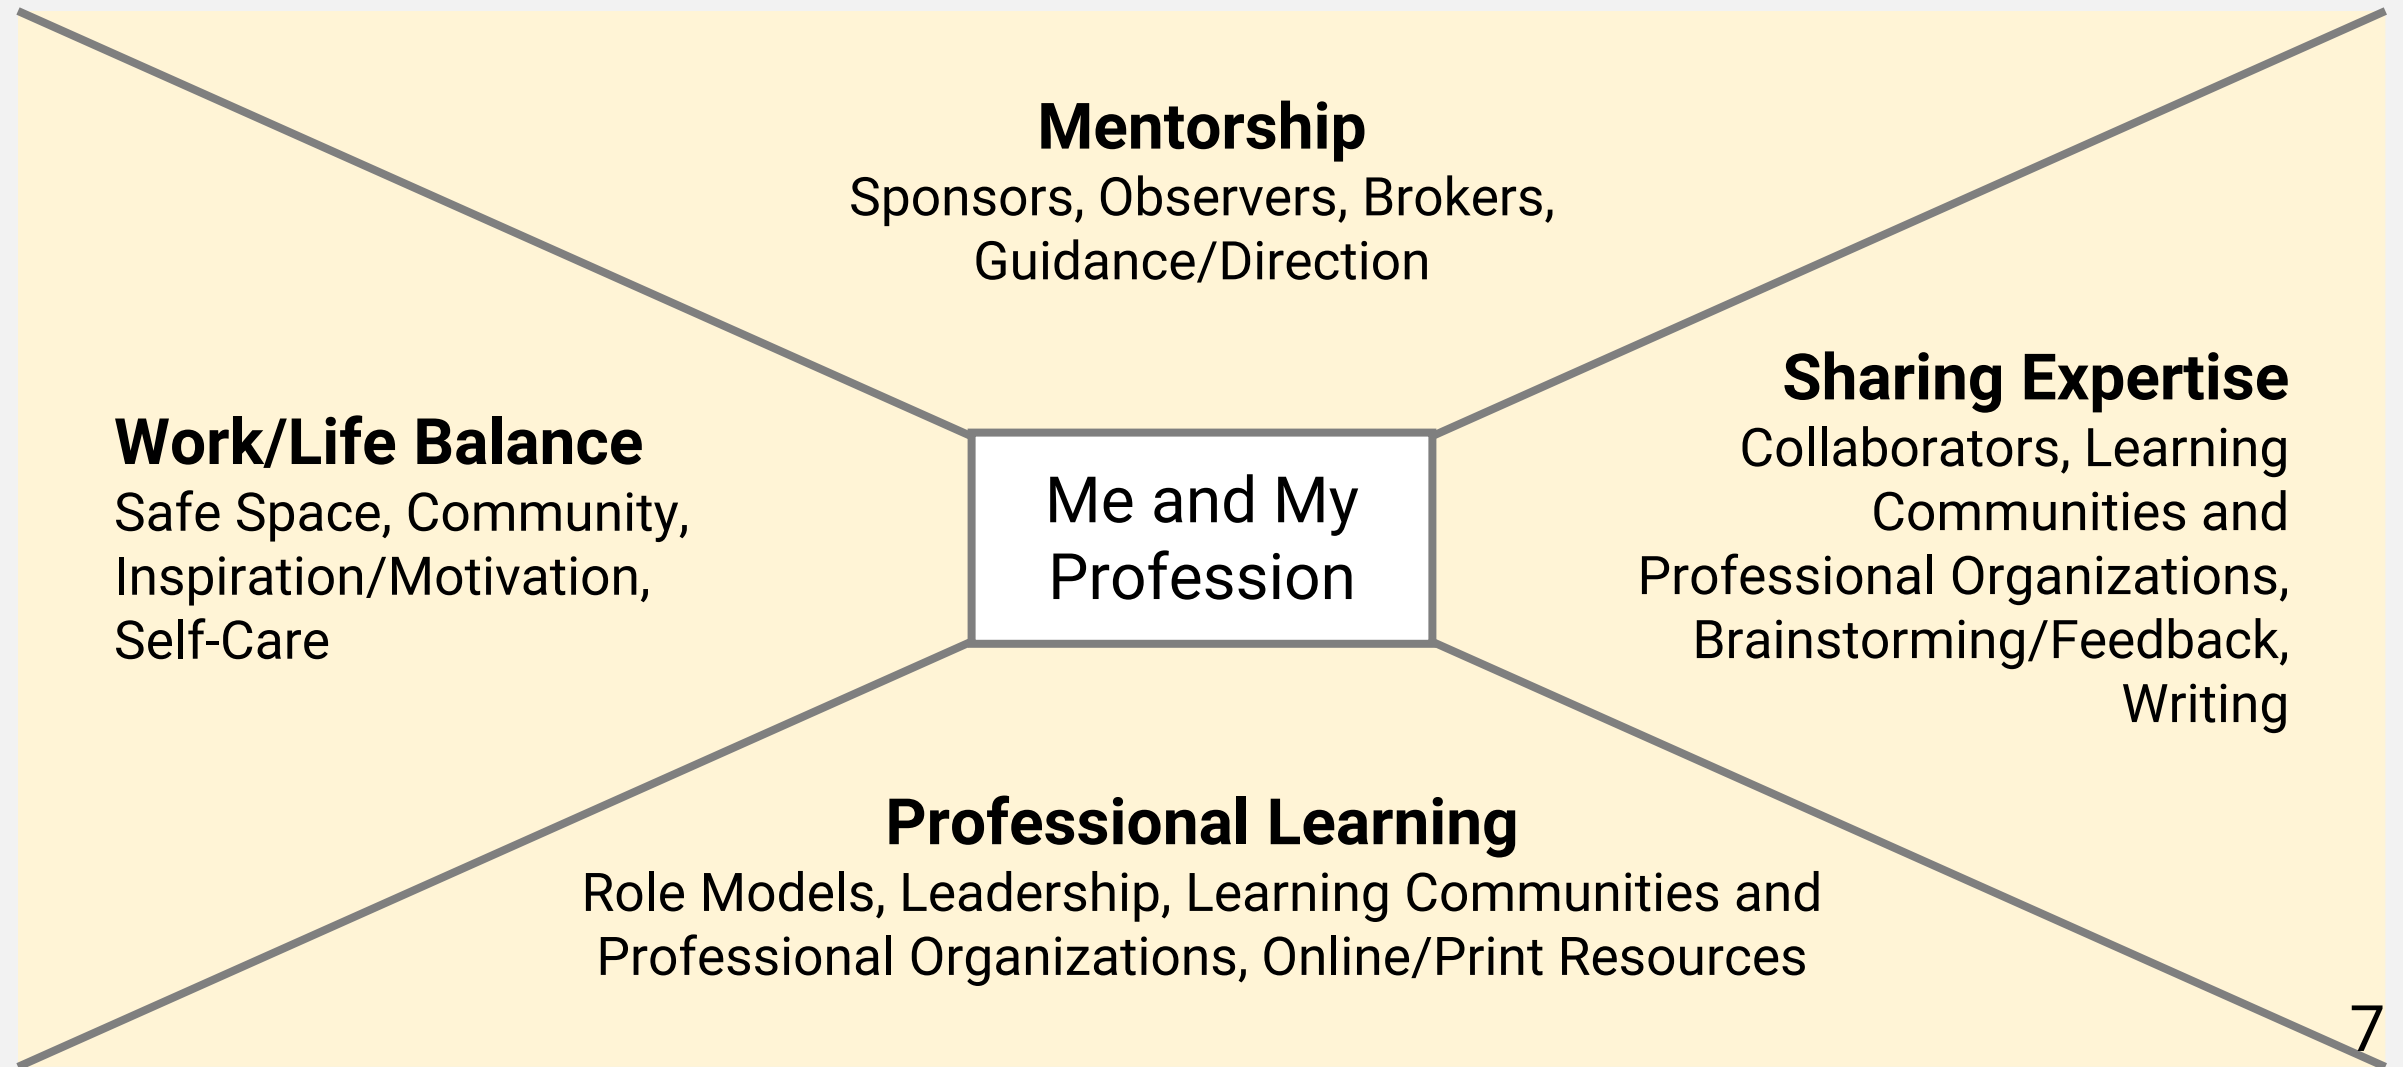 Mentorship
Sponsors, Observers, Brokers,
Guidance/Direction
Work/Life Balance
Safe Space, Community,
Inspiration/Motivation,
Self-Care
Me and My
Profession
Sharing Expertise
Collaborators, Learning
Communities and
Professional Organizations,
Brainstorming/Feedback,
Writing
Professional Learning
Role Models, Leadership, Learning Communities and
Professional Organizations, Online/Print Resources
7